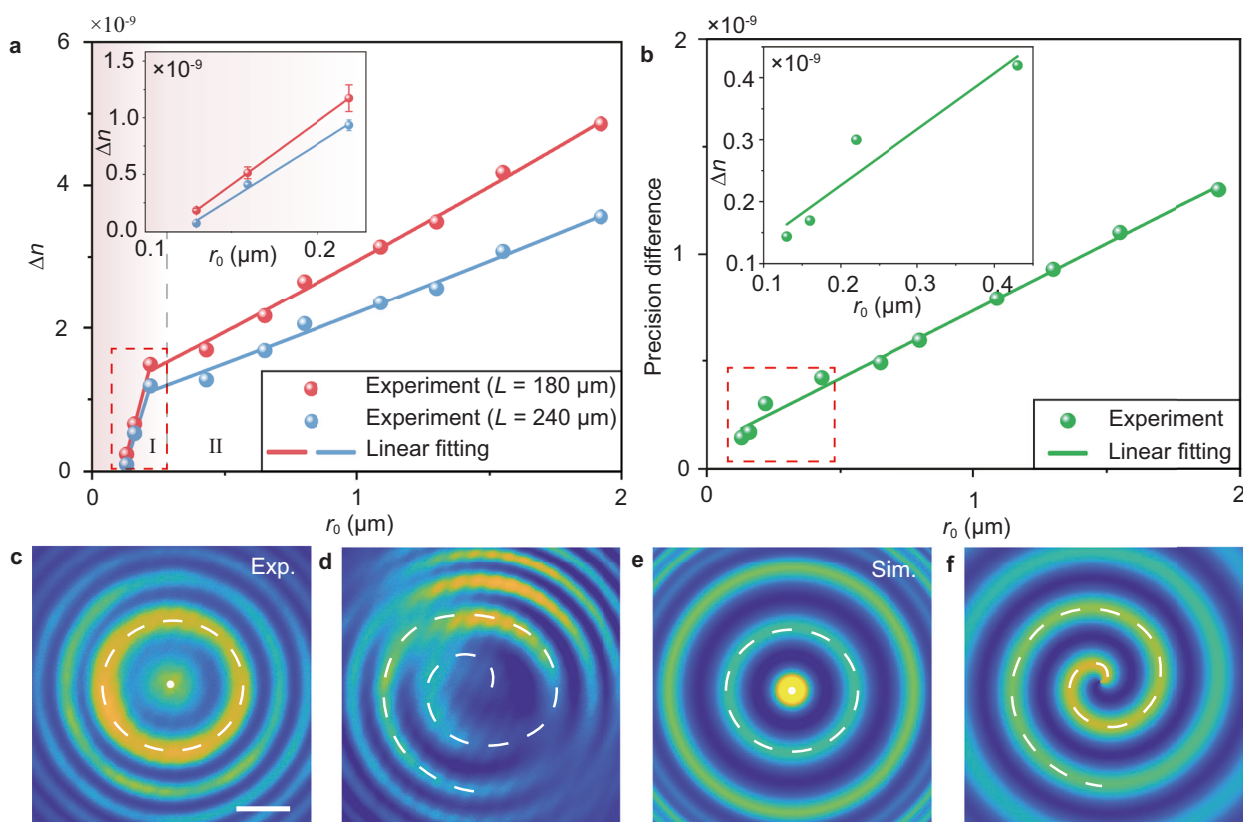 a
×10⁻⁹
6
4
2
0
Δn
0
1
2
r₀ (µm)
×10⁻⁹
1.5
1.0
0.5
0.0
Δn
0.1
0.2
r₀ (µm)
I
II
Experiment (L = 180 µm)
Experiment (L = 240 µm)
Linear fitting
b
×10⁻⁹
2
1
0
Precision difference
0
1
2
r₀ (µm)
×10⁻⁹
0.4
0.3
0.2
0.1
Δn
0.1
0.2
0.3
0.4
r₀ (µm)
Experiment
Linear fitting
c
Exp.
d
e
Sim.
f